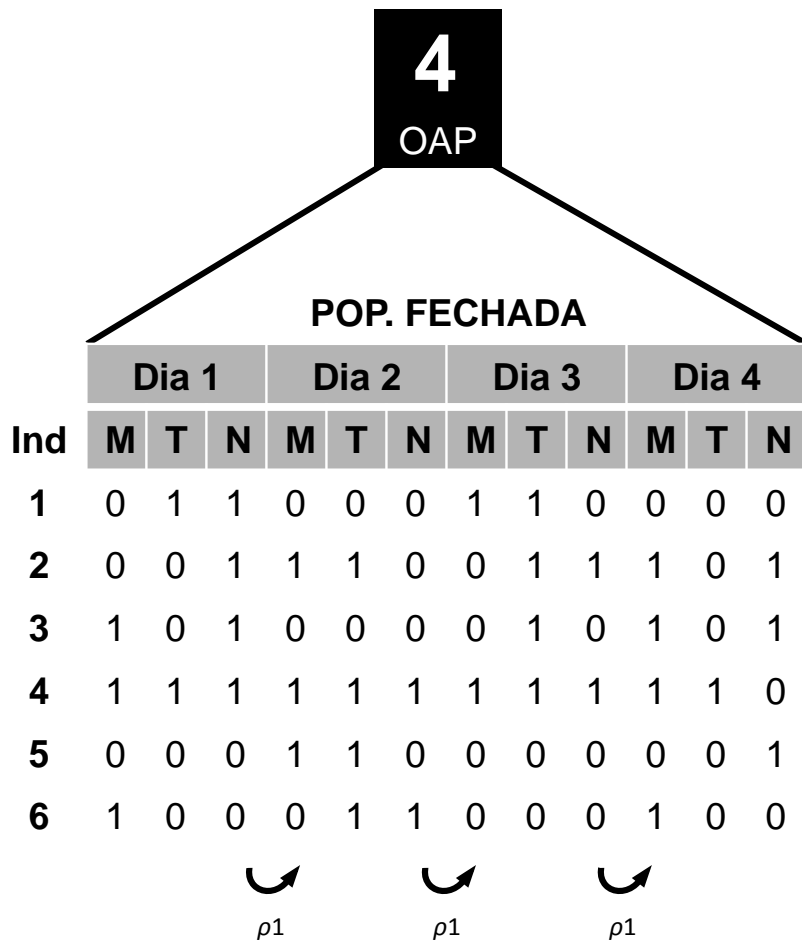 4
OAP
POP. FECHADA
Dia 1 Dia 2 Dia 3 Dia 4
Ind M T N M T N M T N M T N
1 0 1 1 0 0 0 1 1 0 0 0 0
2 0 0 1 1 1 0 0 1 1 1 0 1
3 1 0 1 0 0 0 0 1 0 1 0 1
4 1 1 1 1 1 1 1 1 1 1 1 0
5 0 0 0 1 1 0 0 0 0 0 0 1
6 1 0 0 0 1 1 0 0 0 1 0 0
ρ1 ρ1 ρ1